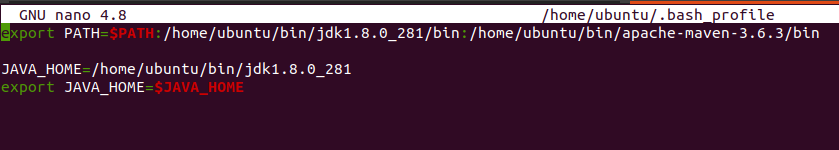 GNU nano 4.8 /home/ubuntu/.bash_profile
export PATH=$PATH:/home/ubuntu/bin/jdk1.8.0_281/bin:/home/ubuntu/bin/apache-maven-3.6.3/bin
JAVA_HOME=/home/ubuntu/bin/jdk1.8.0_281
export JAVA_HOME=$JAVA_HOME